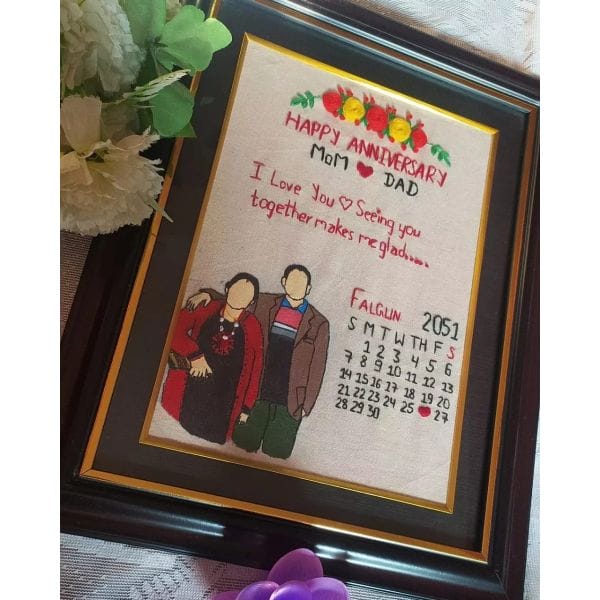 HAPPY ANNIVERSARY
MoM ❤ DAD
I Love You ♡ Seeing you
together makes me glad.....
FALGUN 2051
S M T W TH F S
1 2 3 4 5 6
7 8 9 10 11 12 13
14 15 16 17 18 19 20
21 22 23 24 25 ❤ 27
28 29 30